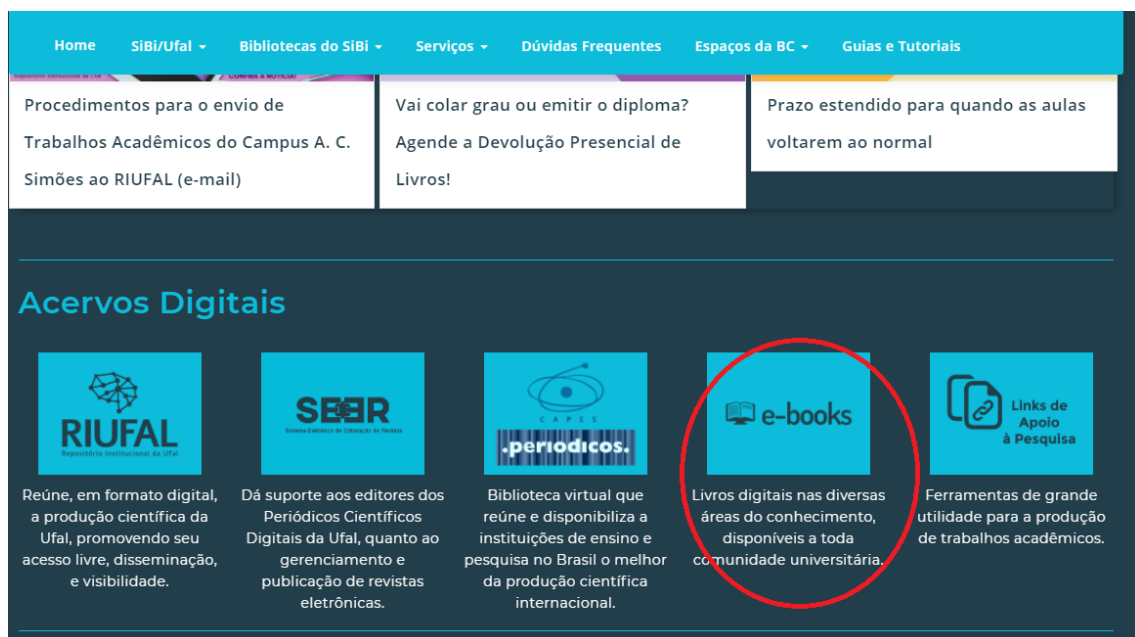 Home SiBi/Ufal Bibliotecas do SiBi Serviços Dúvidas Frequentes Espaços da BC Guias e Tutoriais
Procedimentos para o envio de
Trabalhos Acadêmicos do Campus A. C.
Simões ao RIUFAL (e-mail)
Vai colar grau ou emitir o diploma?
Agende a Devolução Presencial de
Livros!
Prazo estendido para quando as aulas
voltarem ao normal
Acervos Digitais
RIUFAL
Repositório Institucional da Ufal
Reúne, em formato digital,
a produção científica da
Ufal, promovendo seu
acesso livre, disseminação,
e visibilidade.
SEER
Sistema Eletrônico de Editoração de Revistas
Dá suporte aos editores dos
Periódicos Científicos
Digitais da Ufal, quanto ao
gerenciamento e
publicação de revistas
eletrônicas.
CAPES
.periodicos.
Biblioteca virtual que
reúne e disponibiliza a
instituições de ensino e
pesquisa no Brasil o melhor
da produção científica
internacional.
e-books
Livros digitais nas diversas
áreas do conhecimento,
disponíveis a toda
comunidade universitária.
Links de
Apoio
à Pesquisa
Ferramentas de grande
utilidade para a produção
de trabalhos acadêmicos.